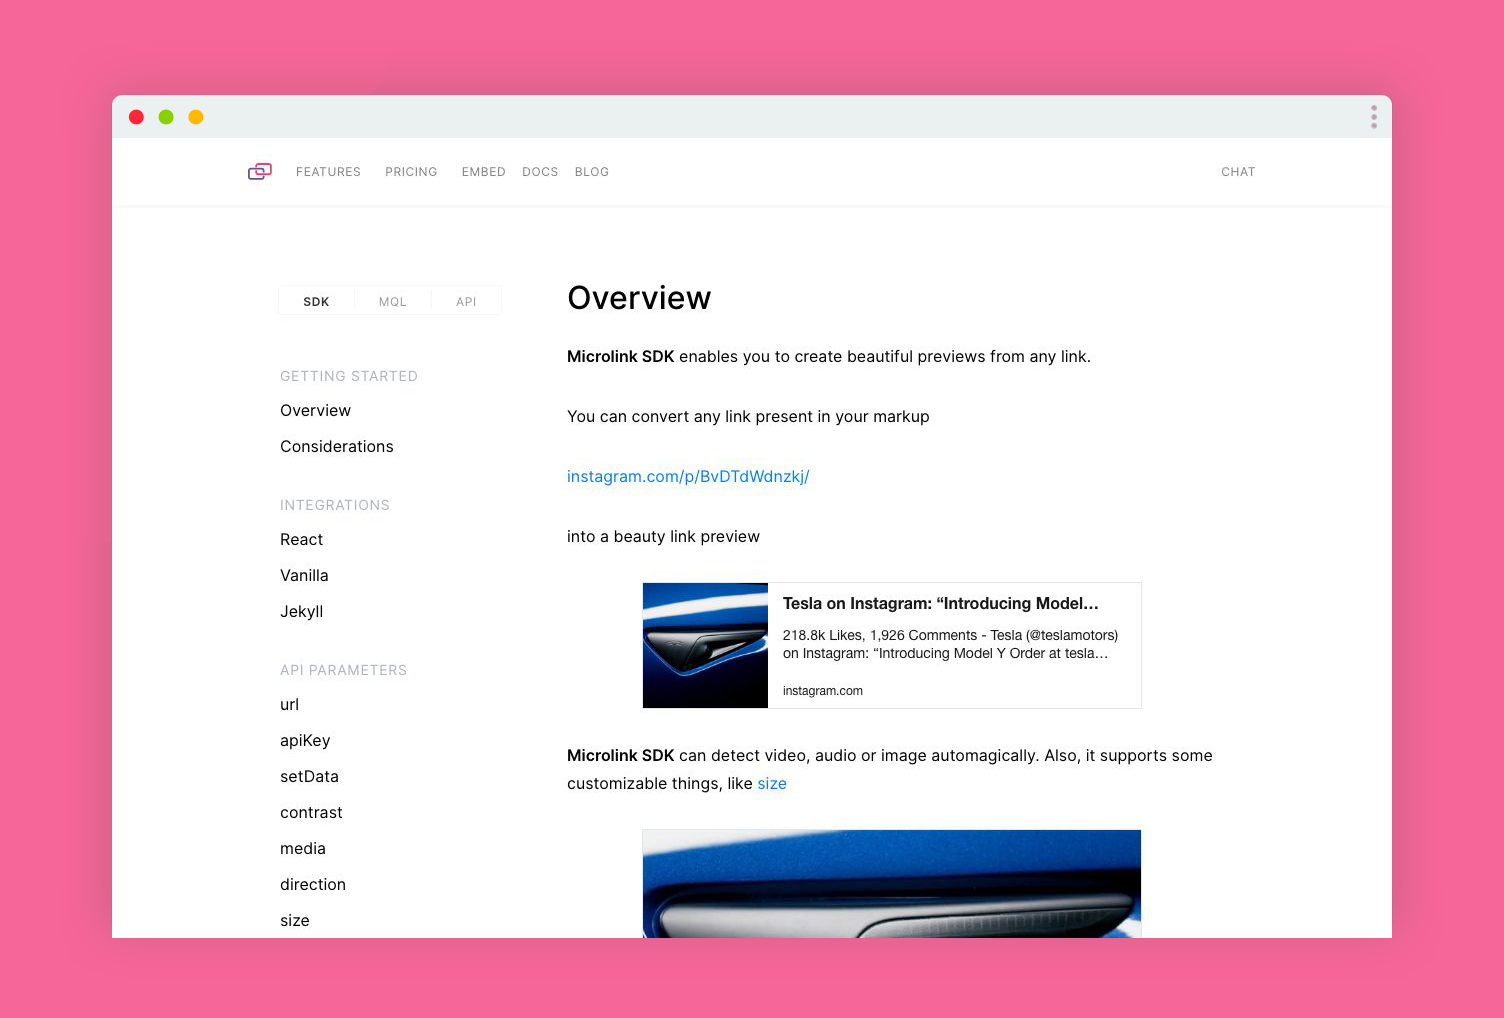 FEATURES PRICING EMBED DOCS BLOG CHAT
SDK MQL API
GETTING STARTED
Overview
Considerations
INTEGRATIONS
React
Vanilla
Jekyll
API PARAMETERS
url
apiKey
setData
contrast
media
direction
size
Overview
Microlink SDK enables you to create beautiful previews from any link.
You can convert any link present in your markup
instagram.com/p/BvDTdWdnzkj/
into a beauty link preview
Tesla on Instagram: “Introducing Model...
218.8k Likes, 1,926 Comments - Tesla (@teslamotors)
on Instagram: “Introducing Model Y Order at tesla...
instagram.com
Microlink SDK can detect video, audio or image automagically. Also, it supports some
customizable things, like size